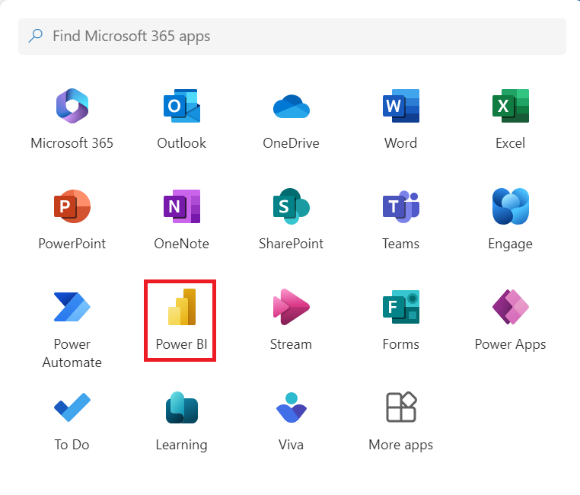 Find Microsoft 365 apps
Microsoft 365
Outlook
OneDrive
Word
Excel
PowerPoint
OneNote
SharePoint
Teams
Engage
Power
Automate
Power BI
Stream
Forms
Power Apps
To Do
Learning
Viva
More apps